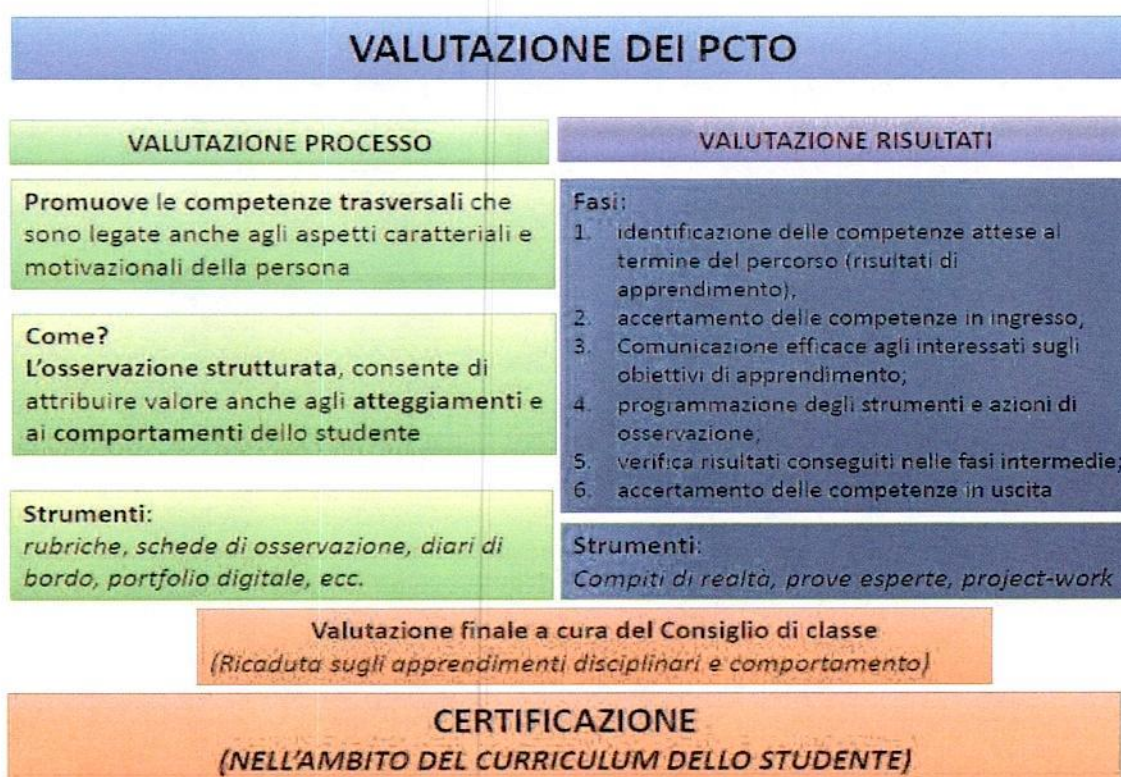 VALUTAZIONE DEI PCTO
VALUTAZIONE PROCESSO
Promuove le competenze trasversali che
sono legate anche agli aspetti caratteriali e
motivazionali della persona
Come?
L'osservazione strutturata, consente di
attribuire valore anche agli atteggiamenti e
ai comportamenti dello studente
Strumenti:
rubriche, schede di osservazione, diari di
bordo, portfolio digitale, ecc.
VALUTAZIONE RISULTATI
Fasi:
1. identificazione delle competenze attese al
termine del percorso (risultati di
apprendimento),
2. accertamento delle competenze in ingresso,
3. Comunicazione efficace agli interessati sugli
obiettivi di apprendimento;
4. programmazione degli strumenti e azioni di
osservazione;
5. verifica risultati conseguiti nelle fasi intermedie;
6. accertamento delle competenze in uscita
Strumenti:
Compiti di realtà, prove esperte, project-work
Valutazione finale a cura del Consiglio di classe
(Ricaduta sugli apprendimenti disciplinari e comportamento)
CERTIFICAZIONE
(NELL'AMBITO DEL CURRICULUM DELLO STUDENTE)